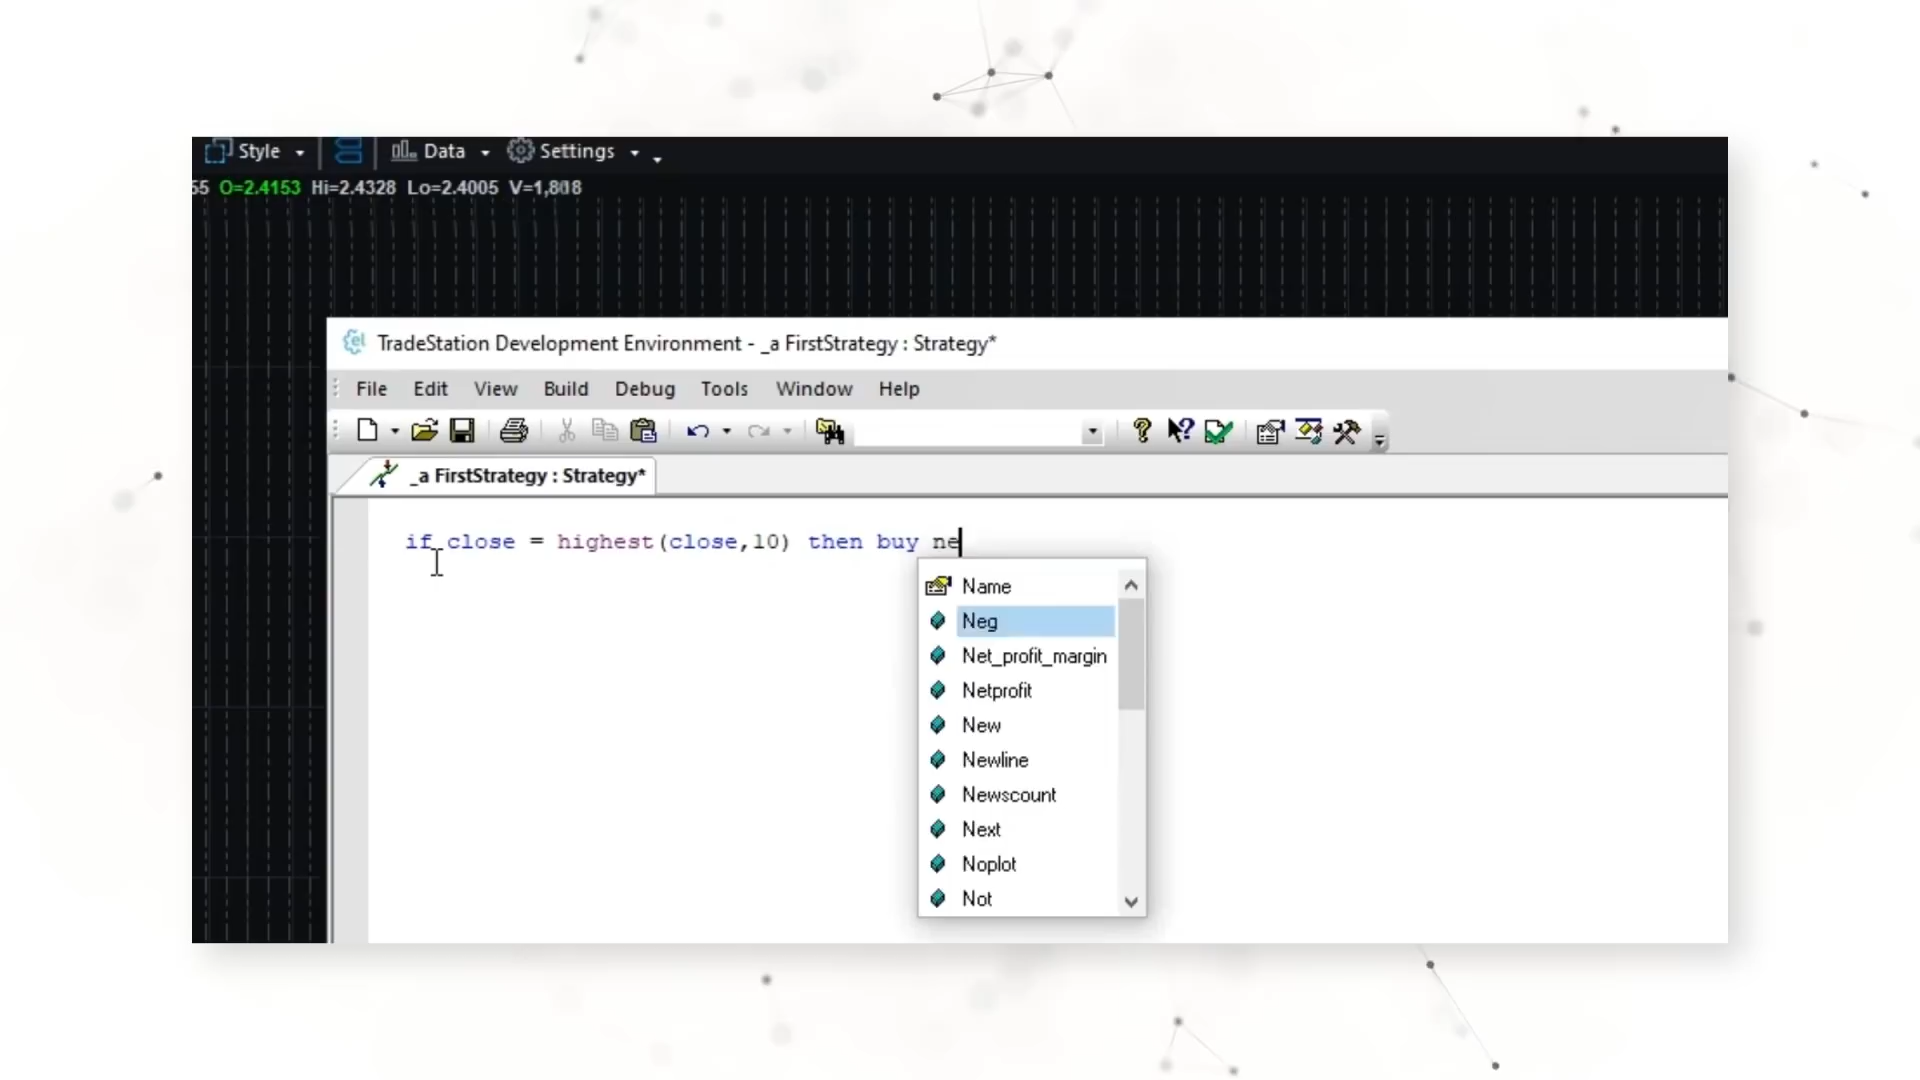 Style Data Settings
55 O=2.4153 Hi=2.4328 Lo=2.4005 V=1,808
TradeStation Development Environment - _a FirstStrategy : Strategy*
File Edit View Build Debug Tools Window Help
_a FirstStrategy : Strategy*
if close = highest(close,10) then buy ne
Name
Neg
Net_profit_margin
Netprofit
New
Newline
Newscount
Next
Noplot
Not